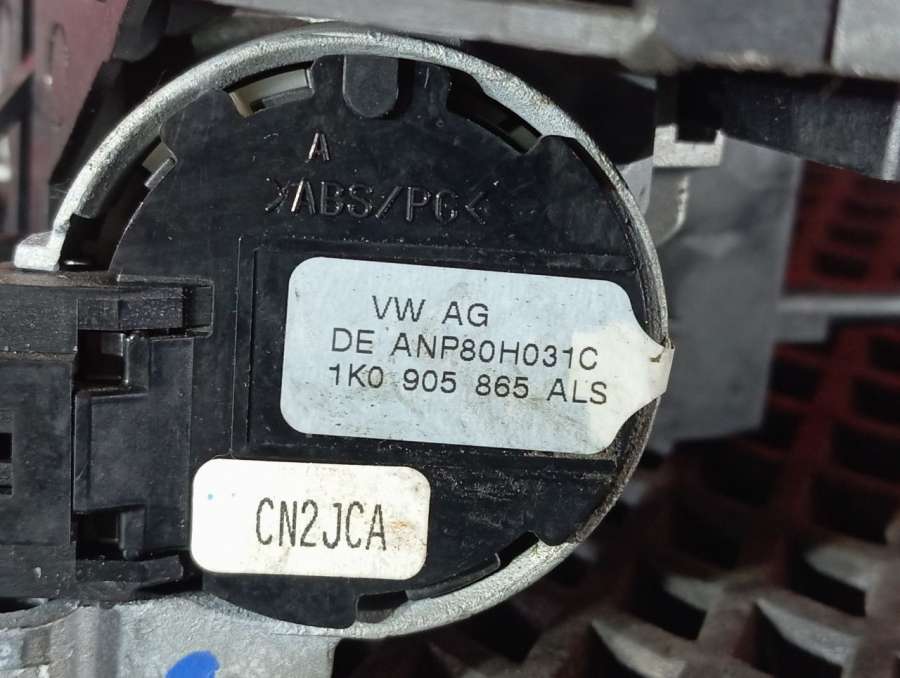 A
>ABS/PC<
VW AG
DE ANP80H031C
1K0 905 865 ALS
CN2JCA